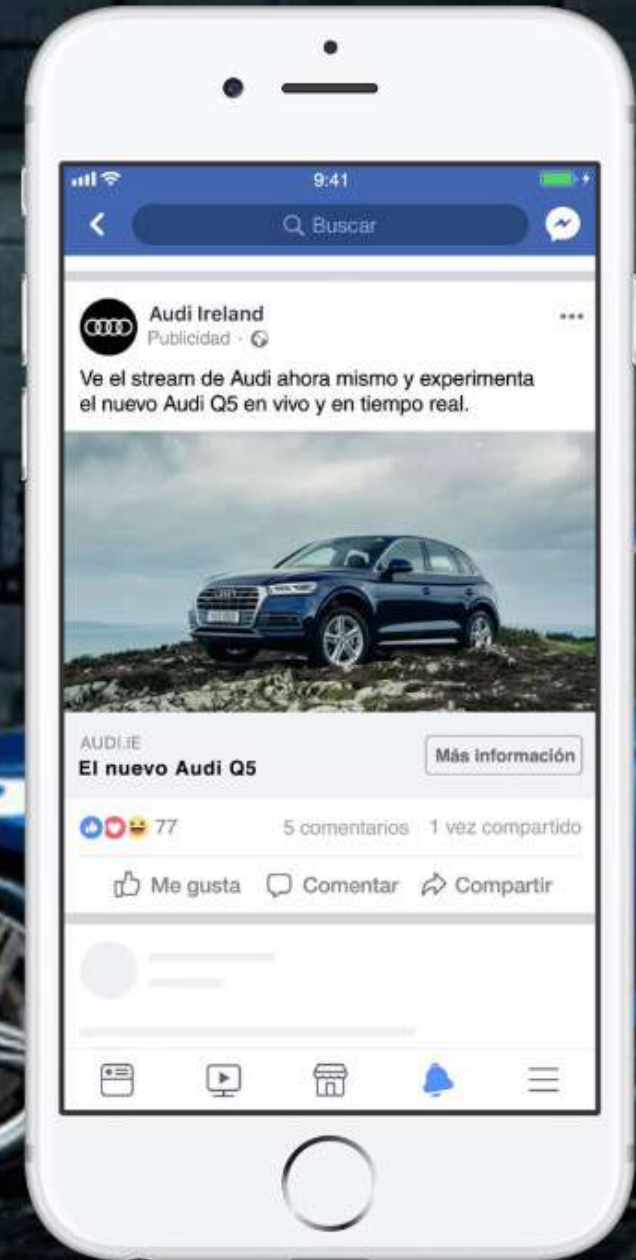 9:41
Buscar
Audi Ireland
Publicidad ·
Ve el stream de Audi ahora mismo y experimenta
el nuevo Audi Q5 en vivo y en tiempo real.
AUDI.IE
El nuevo Audi Q5
Más información
77 5 comentarios 1 vez compartido
Me gusta Comentar Compartir